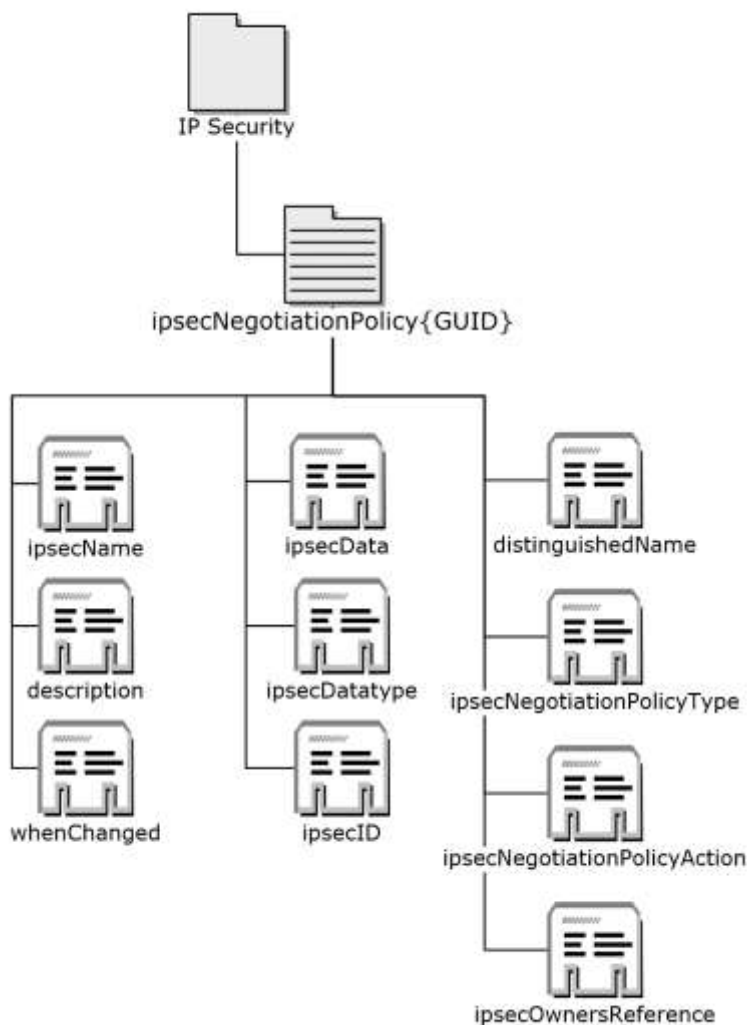 IP Security
ipsecNegotiationPolicy{GUID}
ipsecName
ipsecData
distinguishedName
description
ipsecDatatype
ipsecNegotiationPolicyType
whenChanged
ipsecID
ipsecNegotiationPolicyAction
ipsecOwnersReference